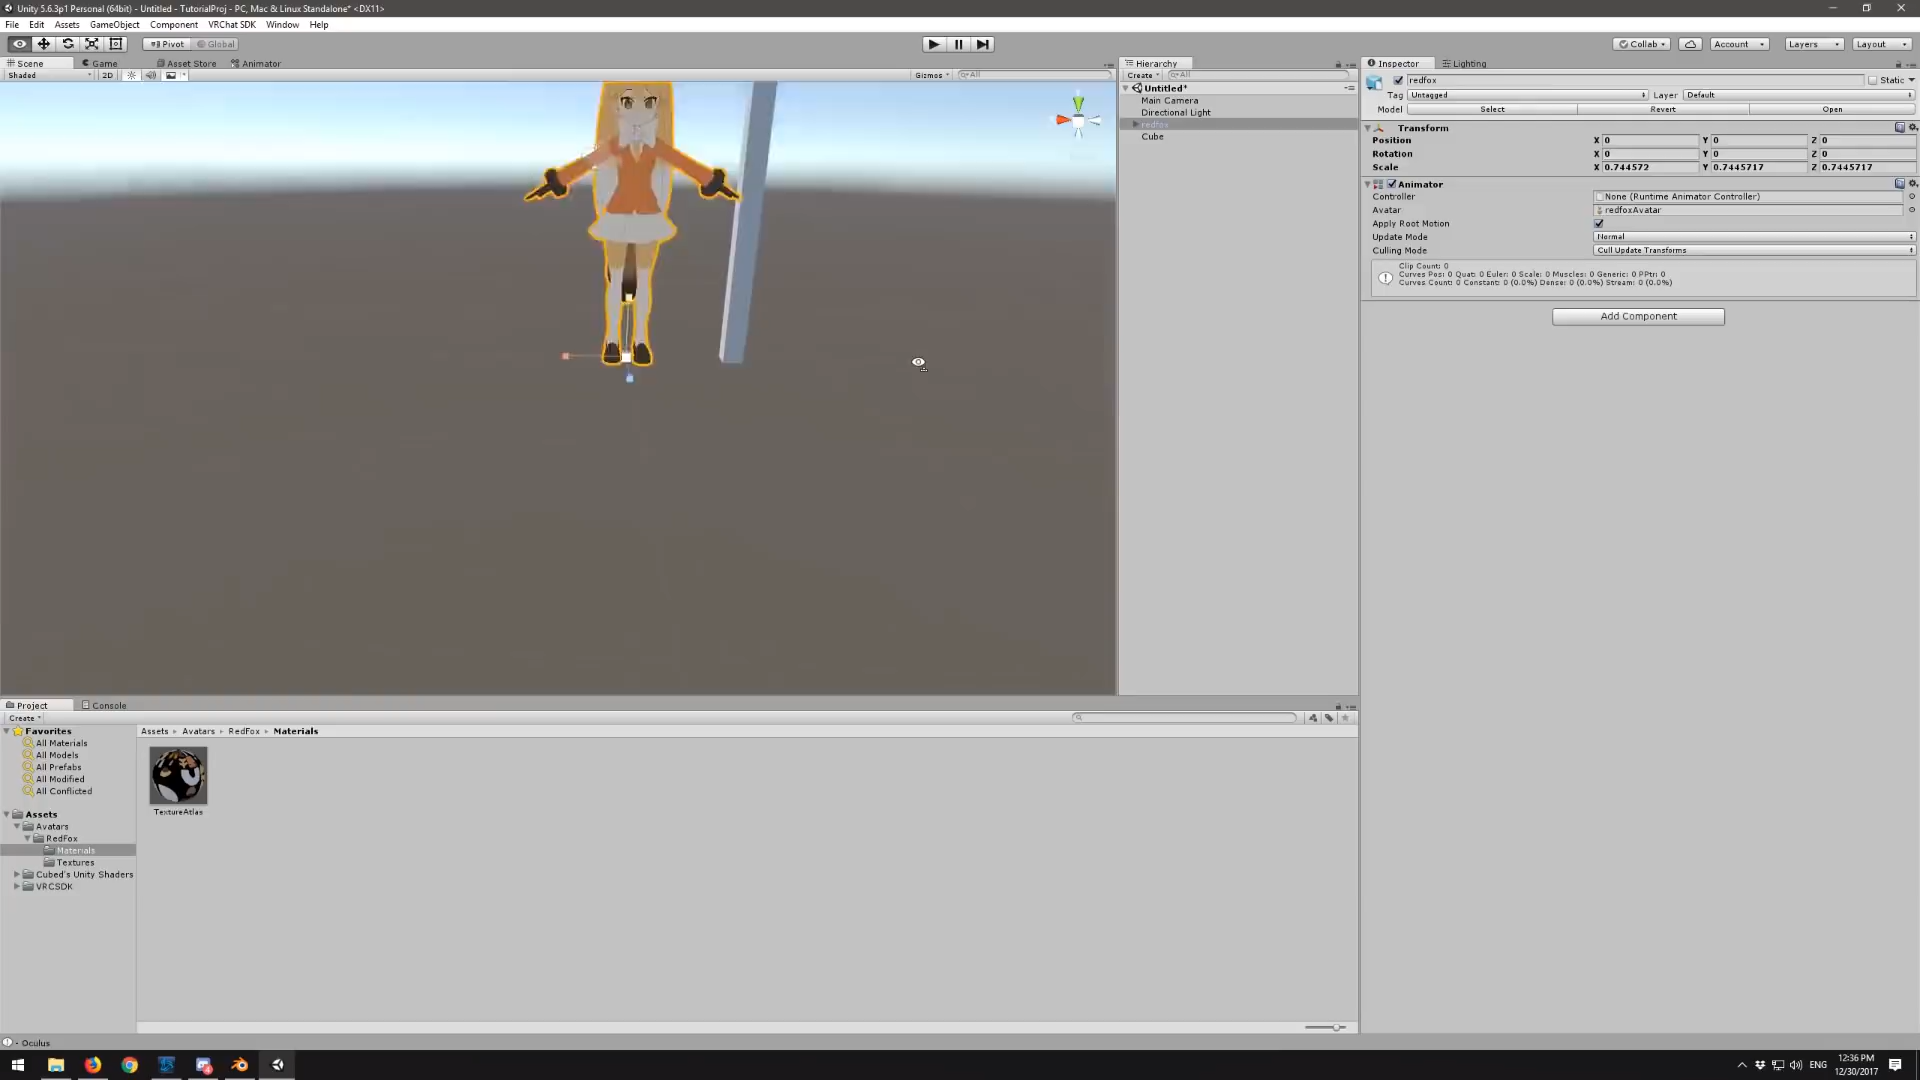 Unity 5.6.3p1 Personal (64bit) - Untitled - TutorialProj - PC, Mac & Linux Standalone* <DX11>
File Edit Assets GameObject Component VRChat SDK Window Help
Pivot Global Collab Account Layers Layout
Scene Game Asset Store Animator
Shaded 2D Gizmos All
Hierarchy
Create All
Untitled*
Main Camera
Directional Light
redfox
Cube
Inspector Lighting
redfox Static
Tag Untagged Layer Default
Model Select Revert Open
Transform
Position X 0 Y 0 Z 0
Rotation X 0 Y 0 Z 0
Scale X 0.744572 Y 0.7445717 Z 0.7445717
Animator
Controller None (Runtime Animator Controller)
Avatar redfoxAvatar
Apply Root Motion
Update Mode Normal
Culling Mode Cull Update Transforms
Clip Count: 0
Curves Pos: 0 Quat: 0 Euler: 0 Scale: 0 Muscles: 0 Generic: 0 PPtr: 0
Curves Count: 0 Constant: 0 (0.0%) Dense: 0 (0.0%) Stream: 0 (0.0%)
Add Component
Project Console
Create
Favorites
All Materials
All Models
All Prefabs
All Modified
All Conflicted
Assets
Avatars
RedFox
Materials
Textures
Cubed's Unity Shaders
VRCSDK
Assets Avatars RedFox Materials
TextureAtlas
- Oculus
ENG
12:36 PM
12/30/2017